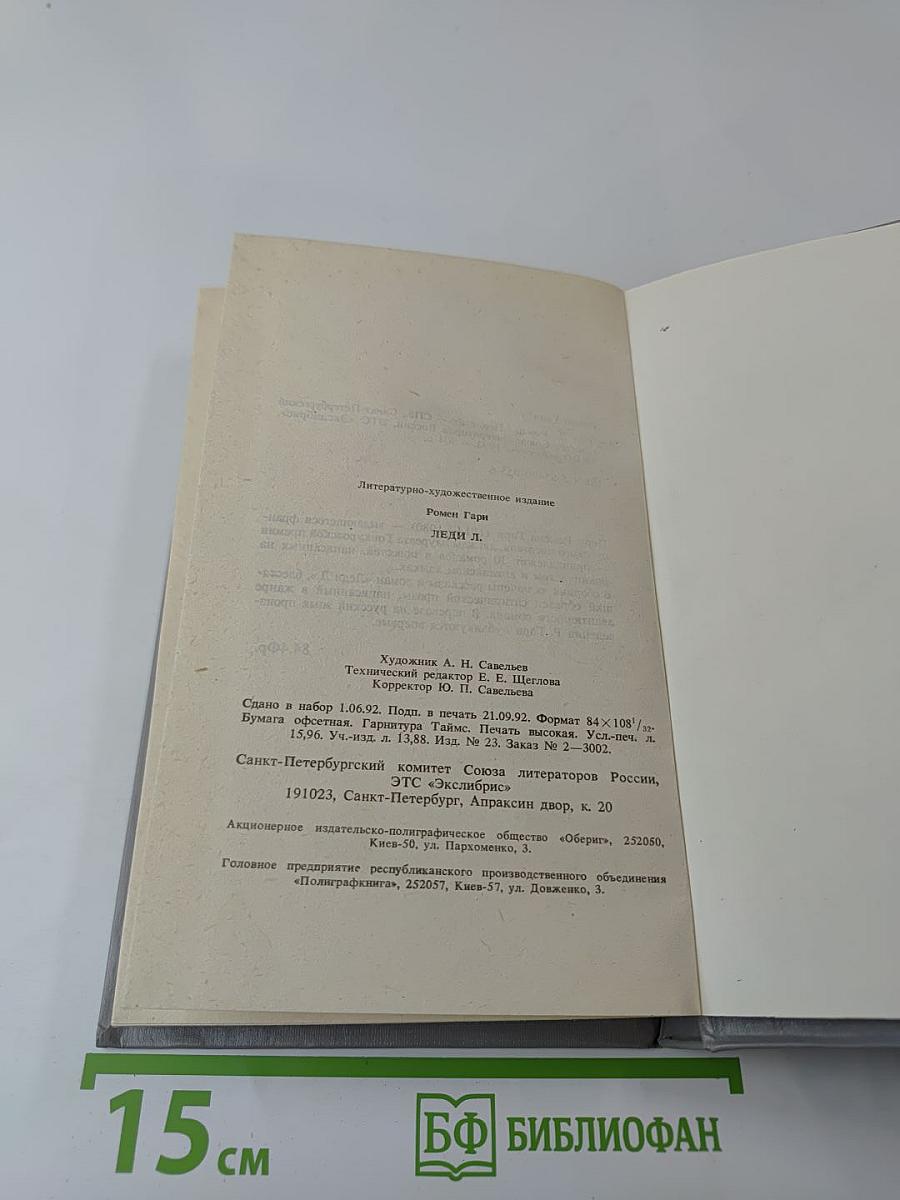 Литературно-художественное издание
Ромен Гари
ЛЕДИ Л.
Художник А. Н. Савельев
Технический редактор Е. Е. Щеглова
Корректор Ю. П. Савельева
Сдано в набор 1.06.92. Подп. в печать 21.09.92. Формат 84×108¹/₃₂.
Бумага офсетная. Гарнитура Таймс. Печать высокая. Усл.-печ. л.
15,96. Уч.-изд. л. 13,88. Изд. № 23. Заказ № 2—3002.
Санкт-Петербургский комитет Союза литераторов России,
ЭТС «Экслибрис»
191023, Санкт-Петербург, Апраксин двор, к. 20
Акционерное издательско-полиграфическое общество «Обериг», 252050,
Киев-50, ул. Пархоменко, 3.
Головное предприятие республиканского производственного объединения
«Полиграфкнига», 252057, Киев-57, ул. Довженко, 3.
15 см
БФ БИБЛИОФАН